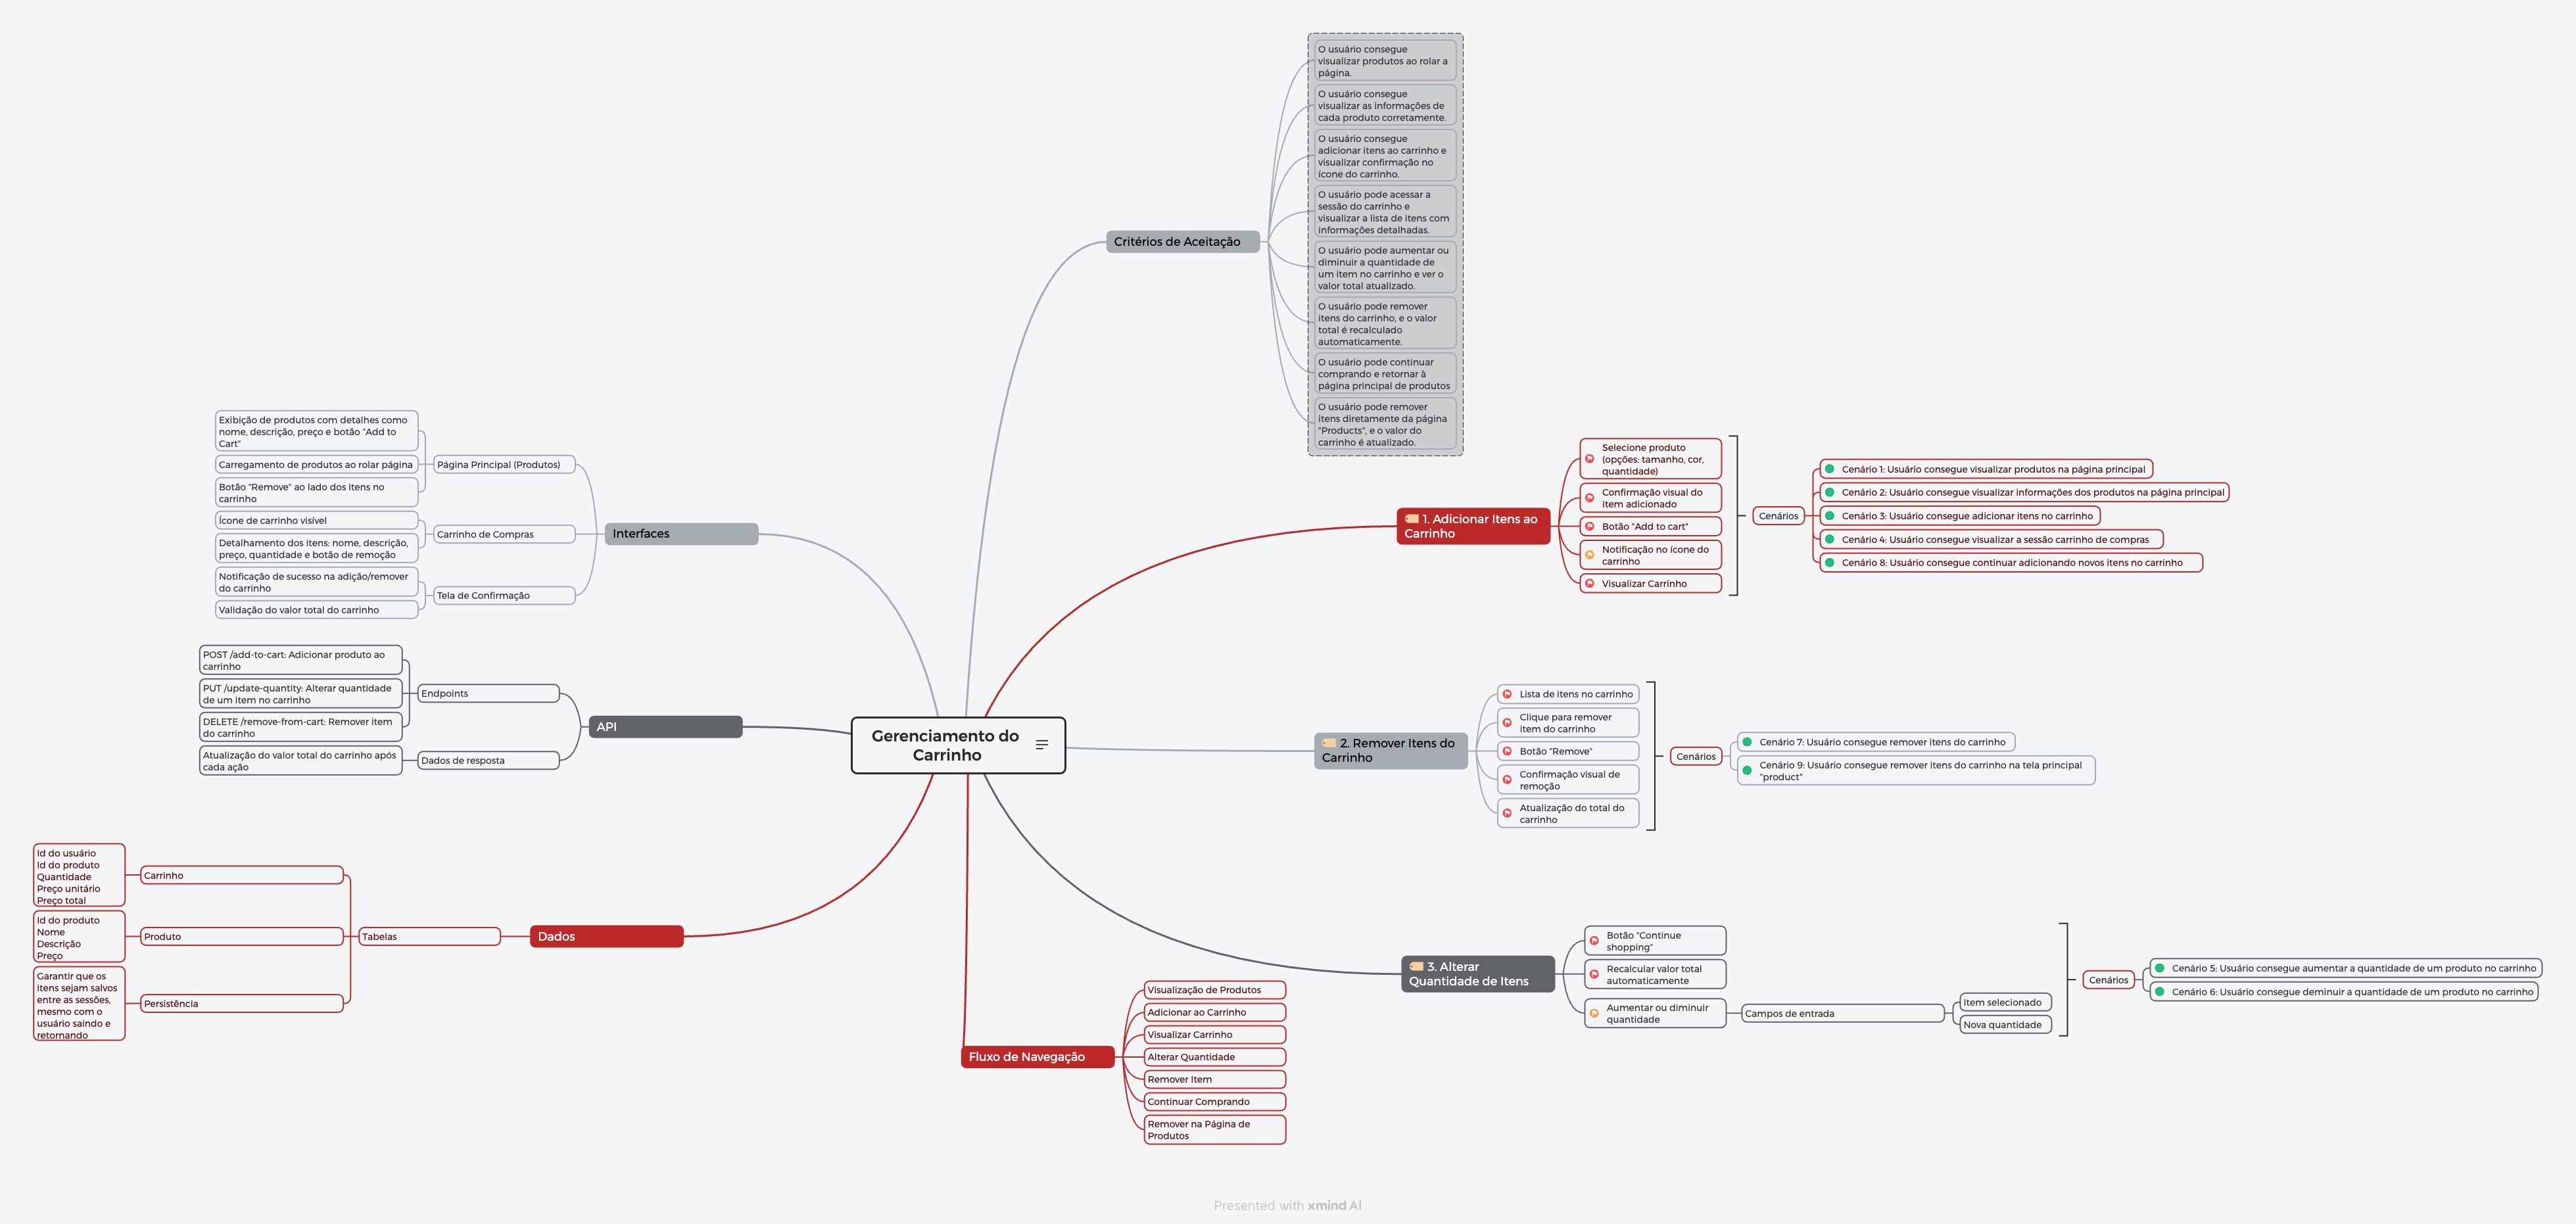 O usuário consegue
visualizar produtos ao rolar a
página.
O usuário consegue
visualizar as informações de
cada produto corretamente.
O usuário consegue
adicionar itens ao carrinho e
visualizar confirmação no
ícone do carrinho.
O usuário pode acessar a
sessão do carrinho e
visualizar a lista de itens com
informações detalhadas.
O usuário pode aumentar ou
diminuir a quantidade de
um item no carrinho e ver o
valor total atualizado.
O usuário pode remover
itens do carrinho, e o valor
total é recalculado
automaticamente.
O usuário pode continuar
comprando e retornar à
página principal de produtos
O usuário pode remover
itens diretamente da página
"Products", e o valor do
carrinho é atualizado.
Critérios de Aceitação
Exibição de produtos com detalhes como
nome, descrição, preço e botão "Add to
Cart"
Carregamento de produtos ao rolar página
Botão "Remove" ao lado dos itens no
carrinho
Página Principal (Produtos)
Ícone de carrinho visível
Detalhamento dos itens: nome, descrição,
preço, quantidade e botão de remoção
Carrinho de Compras
Notificação de sucesso na adição/remover
do carrinho
Validação do valor total do carrinho
Tela de Confirmação
Interfaces
1. Adicionar Itens ao
Carrinho
Selecione produto
(opções: tamanho, cor,
quantidade)
Confirmação visual do
item adicionado
Botão "Add to cart"
Notificação no ícone do
carrinho
Visualizar Carrinho
Cenários
Cenário 1: Usuário consegue visualizar produtos na página principal
Cenário 2: Usuário consegue visualizar informações dos produtos na página principal
Cenário 3: Usuário consegue adicionar itens no carrinho
Cenário 4: Usuário consegue visualizar a sessão carrinho de compras
Cenário 8: Usuário consegue continuar adicionando novos itens no carrinho
POST /add-to-cart: Adicionar produto ao
carrinho
PUT /update-quantity: Alterar quantidade
de um item no carrinho
DELETE /remove-from-cart: Remover item
do carrinho
Endpoints
Atualização do valor total do carrinho após
cada ação
Dados de resposta
API
Gerenciamento do
Carrinho
2. Remover Itens do
Carrinho
Lista de itens no carrinho
Clique para remover
item do carrinho
Botão "Remove"
Confirmação visual de
remoção
Atualização do total do
carrinho
Cenários
Cenário 7: Usuário consegue remover itens do carrinho
Cenário 9: Usuário consegue remover itens do carrinho na tela principal
"product"
Id do usuário
Id do produto
Quantidade
Preço unitário
Preço total
Carrinho
Id do produto
Nome
Descrição
Preço
Produto
Garantir que os
itens sejam salvos
entre as sessões,
mesmo com o
usuário saindo e
retornando
Persistência
Tabelas
Dados
3. Alterar
Quantidade de Itens
Botão "Continue
shopping"
Recalcular valor total
automaticamente
Aumentar ou diminuir
quantidade
Campos de entrada
Item selecionado
Nova quantidade
Cenários
Cenário 5: Usuário consegue aumentar a quantidade de um produto no carrinho
Cenário 6: Usuário consegue deminuir a quantidade de um produto no carrinho
Fluxo de Navegação
Visualização de Produtos
Adicionar ao Carrinho
Visualizar Carrinho
Alterar Quantidade
Remover Item
Continuar Comprando
Remover na Página de
Produtos
Presented with xmind AI